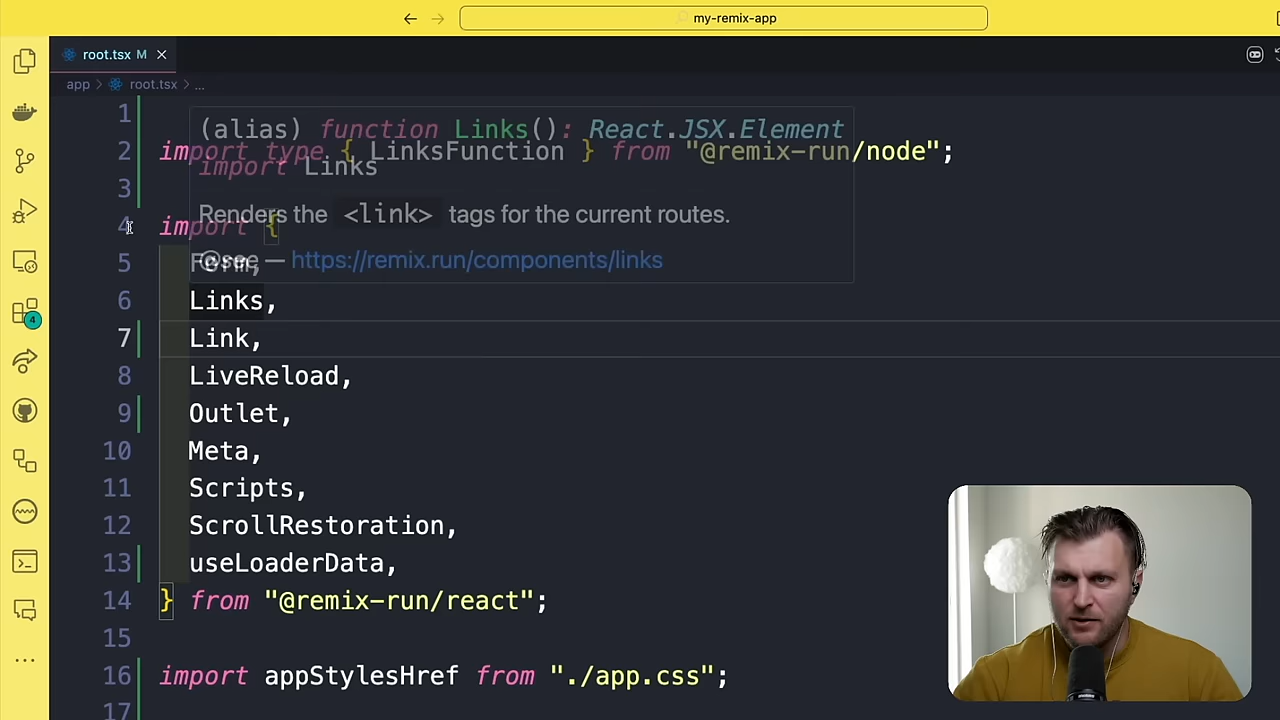 my-remix-app
root.tsx M
app > root.tsx > ...
1
(alias) function Links(): React.JSX.Element
2 import type { LinksFunction } from "@remix-run/node";
import Links
3
Renders the <link> tags for the current routes.
4 import {
@see — https://remix.run/components/links
5 Form,
6 Links,
7 Link,
8 LiveReload,
9 Outlet,
10 Meta,
11 Scripts,
12 ScrollRestoration,
13 useLoaderData,
14 } from "@remix-run/react";
15
16 import appStylesHref from "./app.css";
17
4